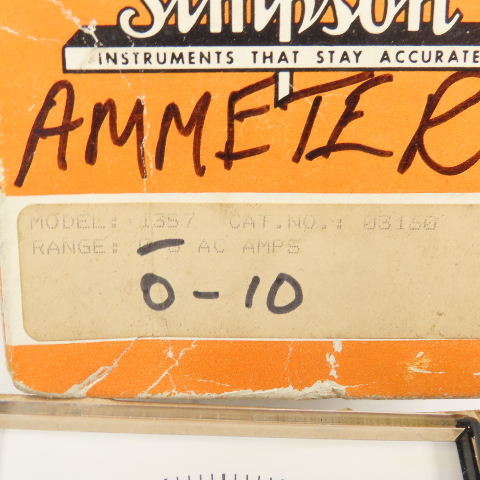 Simpson
INSTRUMENTS THAT STAY ACCURATE
AMMETER
MODEL: 1357 CAT.NO.: 03160
RANGE: AC AMPS
0-10